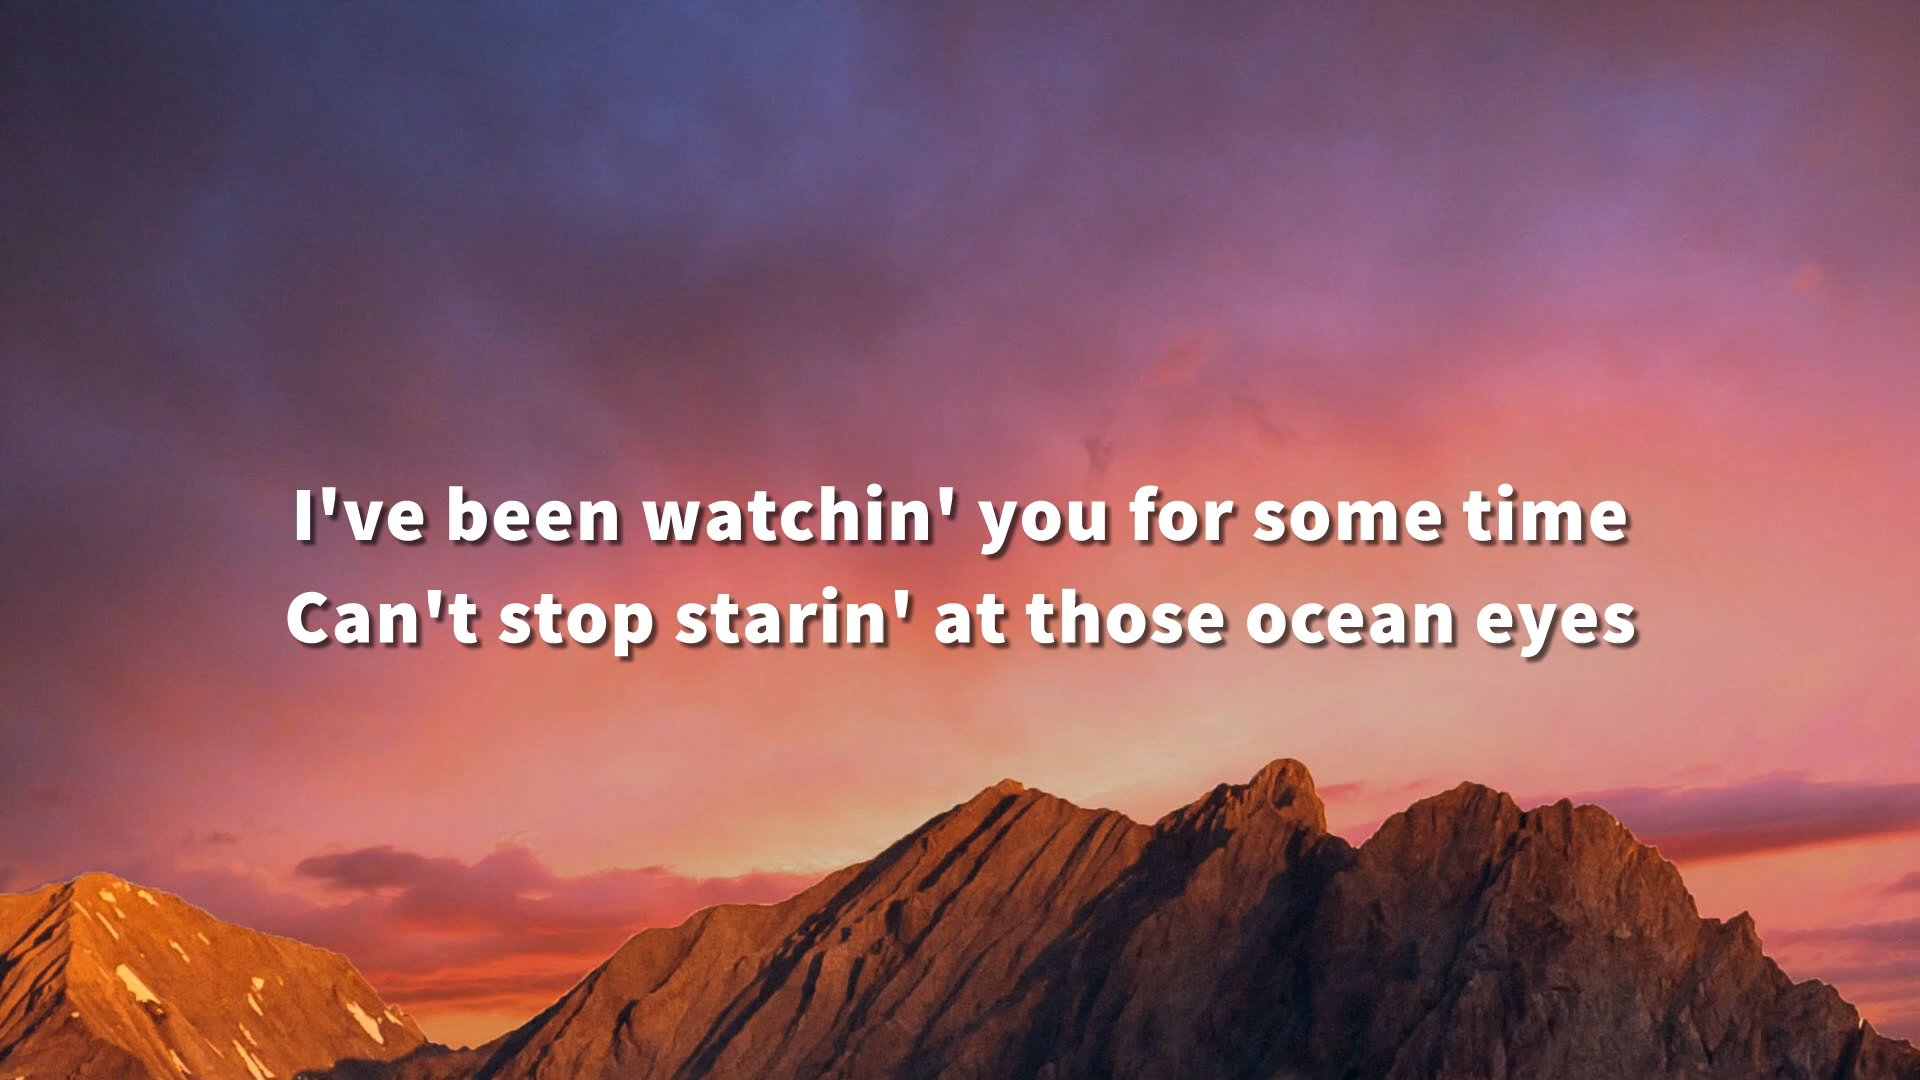 I've been watchin' you for some time
Can't stop starin' at those ocean eyes